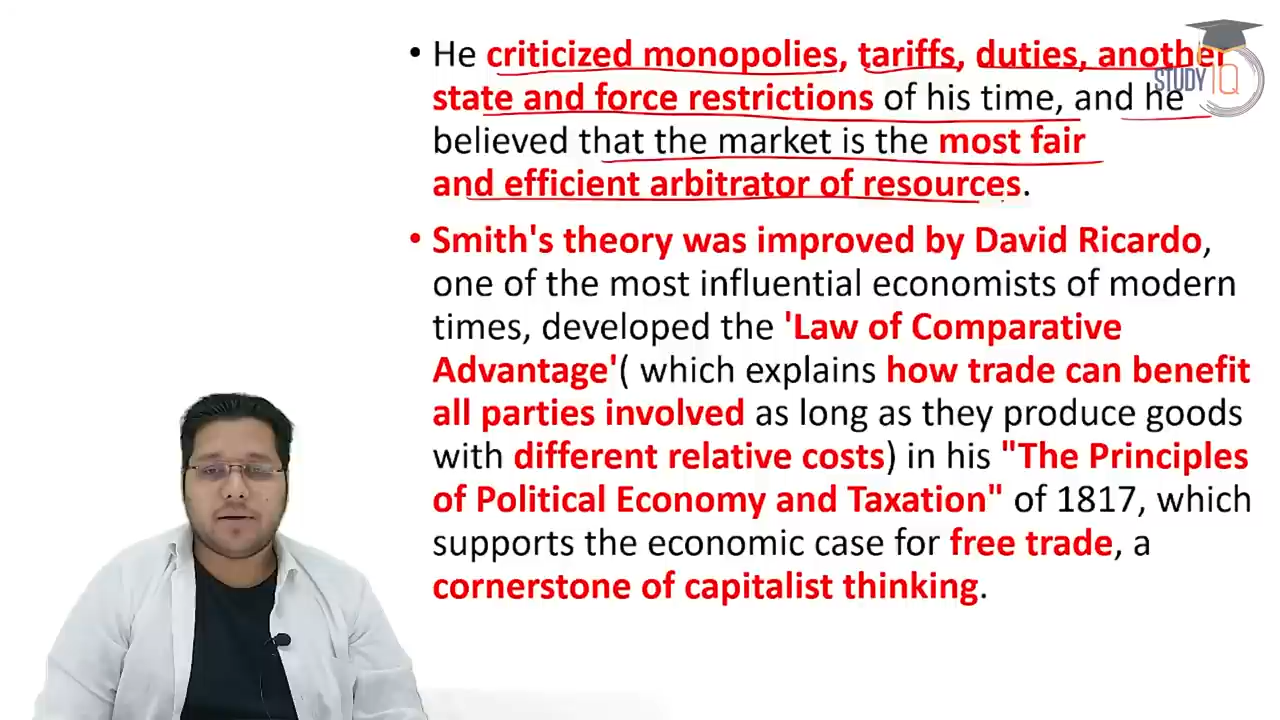 • He criticized monopolies, tariffs, duties, another
state and force restrictions of his time, and he
believed that the market is the most fair
and efficient arbitrator of resources.
• Smith's theory was improved by David Ricardo,
one of the most influential economists of modern
times, developed the 'Law of Comparative
Advantage'( which explains how trade can benefit
all parties involved as long as they produce goods
with different relative costs) in his "The Principles
of Political Economy and Taxation" of 1817, which
supports the economic case for free trade, a
cornerstone of capitalist thinking.
STUDY IQ